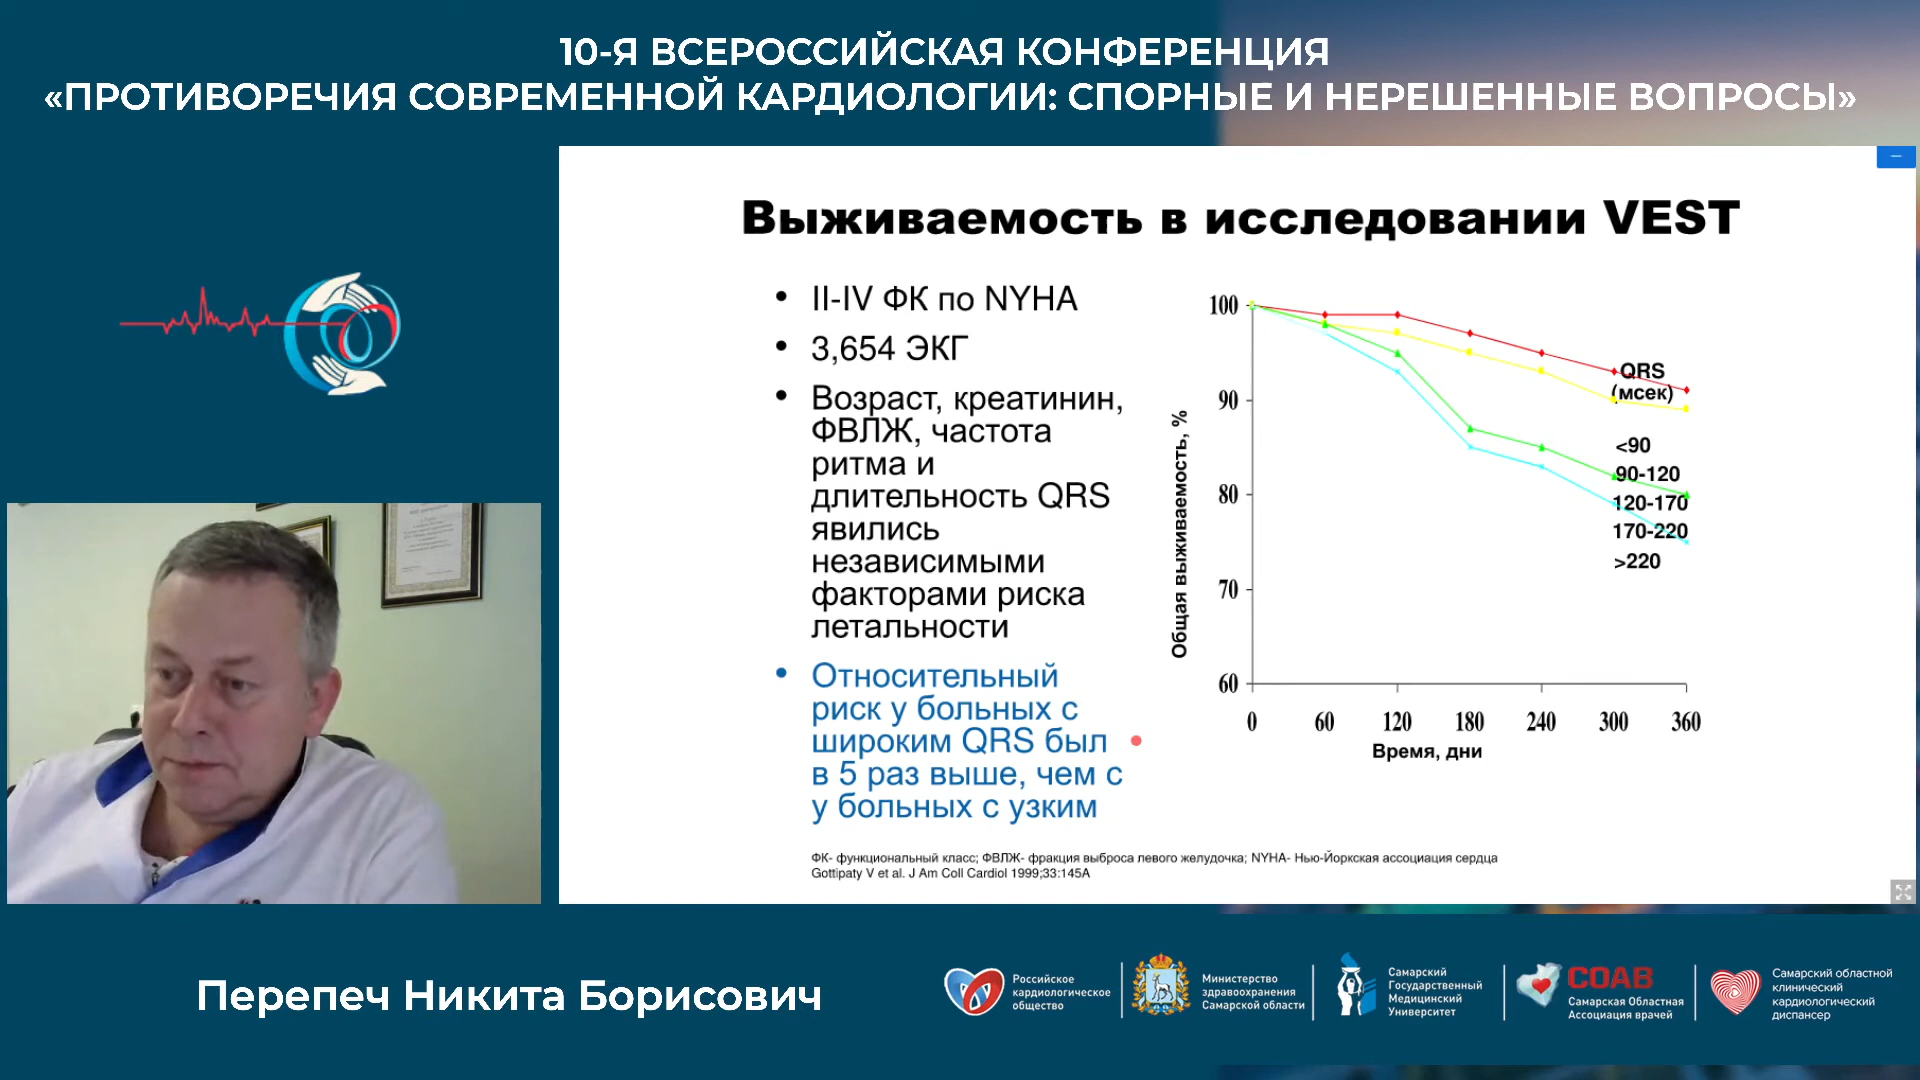 10-Я ВСЕРОССИЙСКАЯ КОНФЕРЕНЦИЯ
«ПРОТИВОРЕЧИЯ СОВРЕМЕННОЙ КАРДИОЛОГИИ: СПОРНЫЕ И НЕРЕШЕННЫЕ ВОПРОСЫ»
Выживаемость в исследовании VEST
• II-IV ФК по NYHA
• 3,654 ЭКГ
• Возраст, креатинин,
ФВЛЖ, частота
ритма и
длительность QRS
явились
независимыми
факторами риска
летальности
• Относительный
риск у больных с
широким QRS был
в 5 раз выше, чем с
у больных с узким
Общая выживаемость, %
100
90
80
70
60
0 60 120 180 240 300 360
Время, дни
QRS
(мсек)
<90
90-120
120-170
170-220
>220
ФК- функциональный класс; ФВЛЖ- фракция выброса левого желудочка; NYHA- Нью-Йоркская ассоциация сердца
Gottipaty V et al. J Am Coll Cardiol 1999;33:145A
Перепеч Никита Борисович
Российское
кардиологическое
общество
Министерство
здравоохранения
Самарской области
Самарский
Государственный
Медицинский
Университет
СОАВ
Самарская Областная
Ассоциация врачей
Самарский областной
клинический
кардиологический
диспансер